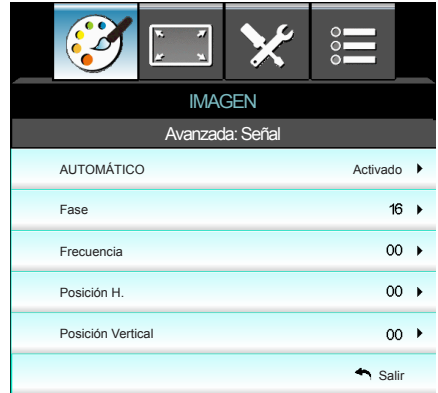 IMAGEN
Avanzada: Señal
AUTOMÁTICO Activado
Fase 16
Frecuencia 00
Posición H. 00
Posición Vertical 00
Salir